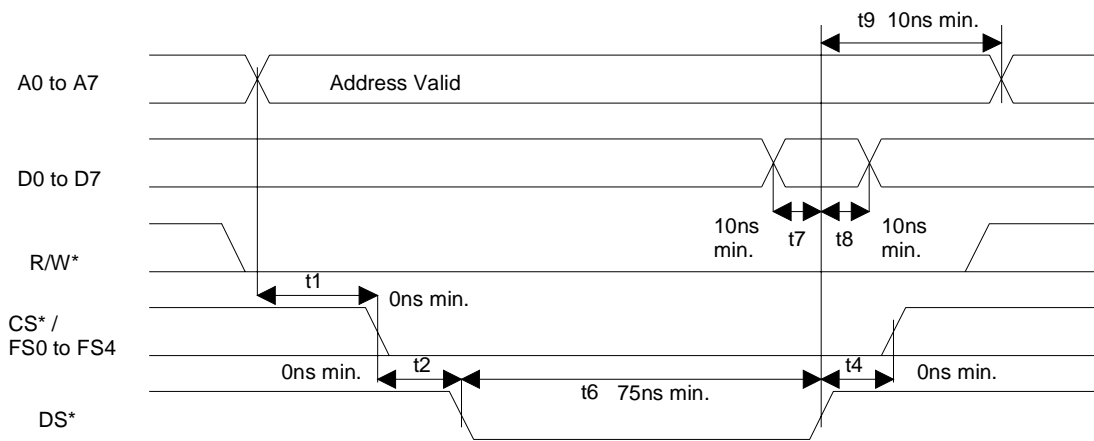 t9 10ns min.
A0 to A7
Address Valid
D0 to D7
10ns
min.
t7
t8
10ns
min.
R/W*
t1
0ns min.
CS* /
FS0 to FS4
0ns min.
t2
t6 75ns min.
t4
0ns min.
DS*